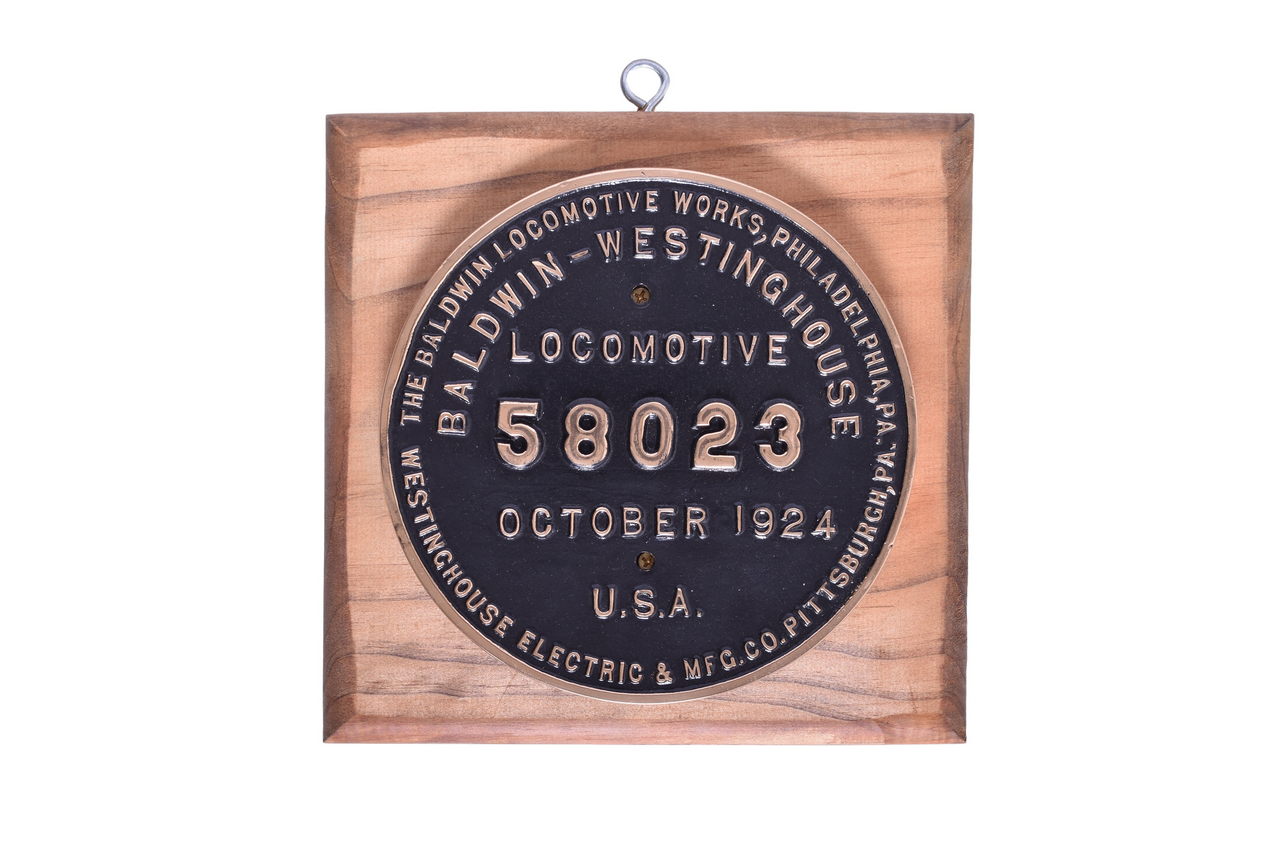 THE BALDWIN LOCOMOTIVE WORKS, PHILADELPHIA, PA.
BALDWIN-WESTINGHOUSE
LOCOMOTIVE
58023
OCTOBER 1924
U.S.A.
WESTINGHOUSE ELECTRIC & MFG. CO. PITTSBURGH, PA.